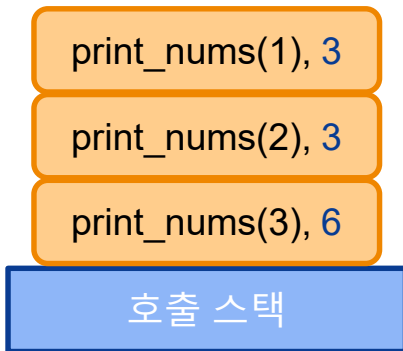 print_nums(1), 3
print_nums(2), 3
print_nums(3), 6
호출 스택